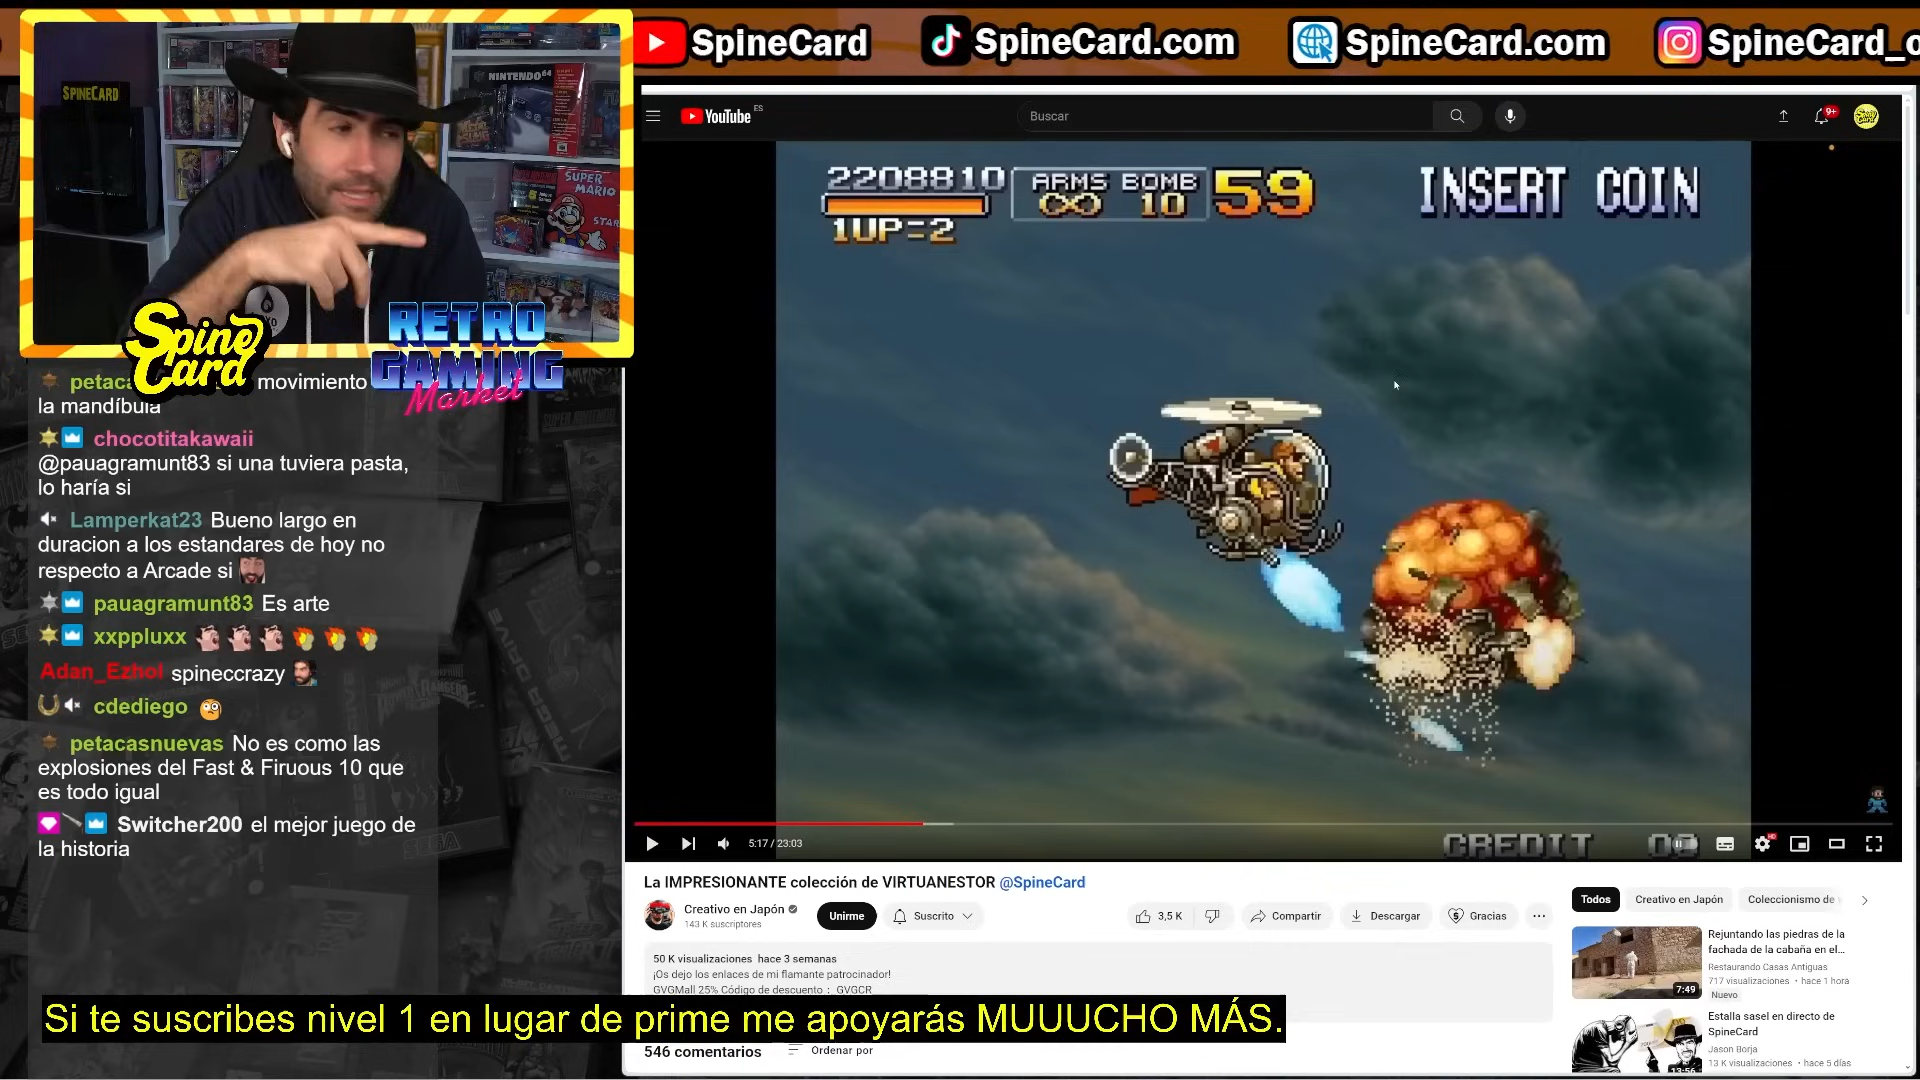 SpineCard
SpineCard.com
SpineCard.com
SpineCard_o
SPINECARD
NINTENDO 64
SUPER
MARIO
STAR
Spine
Card
RETRO
GAMING
Market
movimiento
la mandíbula
chocotitakawaii
@pauagramunt83 si una tuviera pasta,
lo haría si
Lamperkat23 Bueno largo en
duracion a los estandares de hoy no
respecto a Arcade si
pauagramunt83 Es arte
xxppluxx
Adan_Ezhol spineccrazy
cdediego
petacasnuevas No es como las
explosiones del Fast & Firuous 10 que
es todo igual
Switcher200 el mejor juego de
la historia
YouTube ES
Buscar
9+
2208810 ARMS BOMB 59 INSERT COIN
∞ 10
1UP=2
CREDIT
5:17 / 23:03
La IMPRESIONANTE colección de VIRTUANESTOR @SpineCard
Creativo en Japón
143 K suscriptores
Unirme
Suscrito
3,5 K
Compartir
Descargar
Gracias
50 K visualizaciones hace 3 semanas
¡Os dejo los enlaces de mi flamante patrocinador!
GVGMall 25% Código de descuento : GVGCR
546 comentarios
Ordenar por
Todos
Creativo en Japón
Coleccionismo de
7:49
Rejuntando las piedras de la
fachada de la cabaña en el...
Restaurando Casas Antiguas
717 visualizaciones • hace 1 hora
Nuevo
13:56
Estalla sasel en directo de
SpineCard
Jason Borja
13 K visualizaciones • hace 5 días
Si te suscribes nivel 1 en lugar de prime me apoyarás MUUUCHO MÁS.